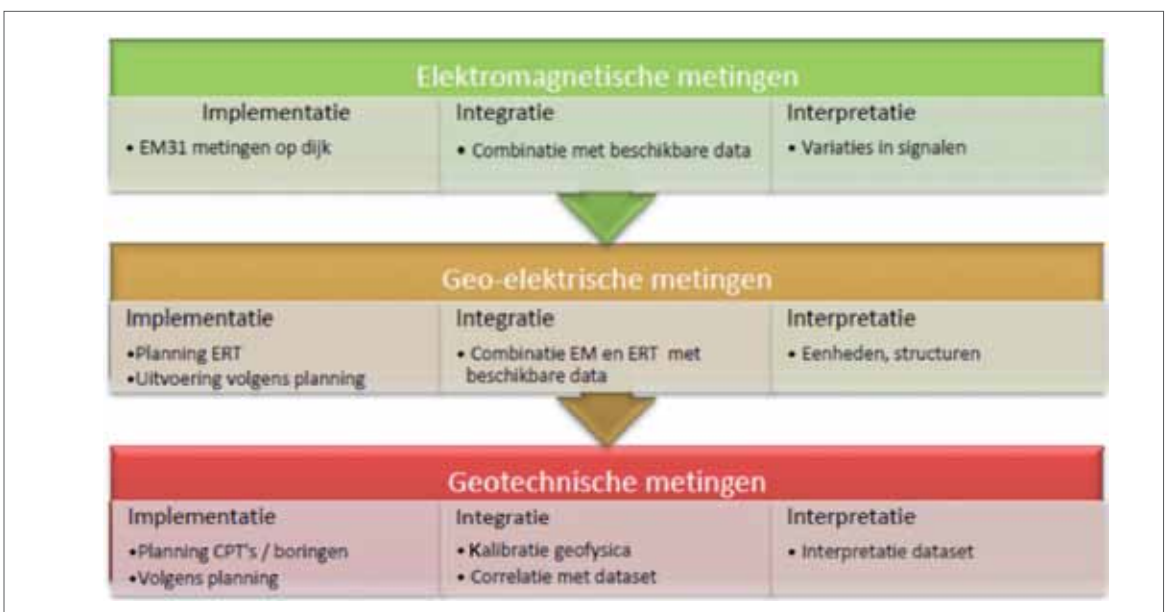 Elektromagnetische metingen
Implementatie
• EM31 metingen op dijk
Integratie
• Combinatie met beschikbare data
Interpretatie
• Variaties in signalen
Geo-elektrische metingen
Implementatie
•Planning ERT
•Uitvoering volgens planning
Integratie
• Combinatie EM en ERT met
beschikbare data
Interpretatie
• Eenheden, structuren
Geotechnische metingen
Implementatie
•Planning CPT's / boringen
•Volgens planning
Integratie
• Kalibratie geofysica
• Correlatie met dataset
Interpretatie
• Interpretatie dataset